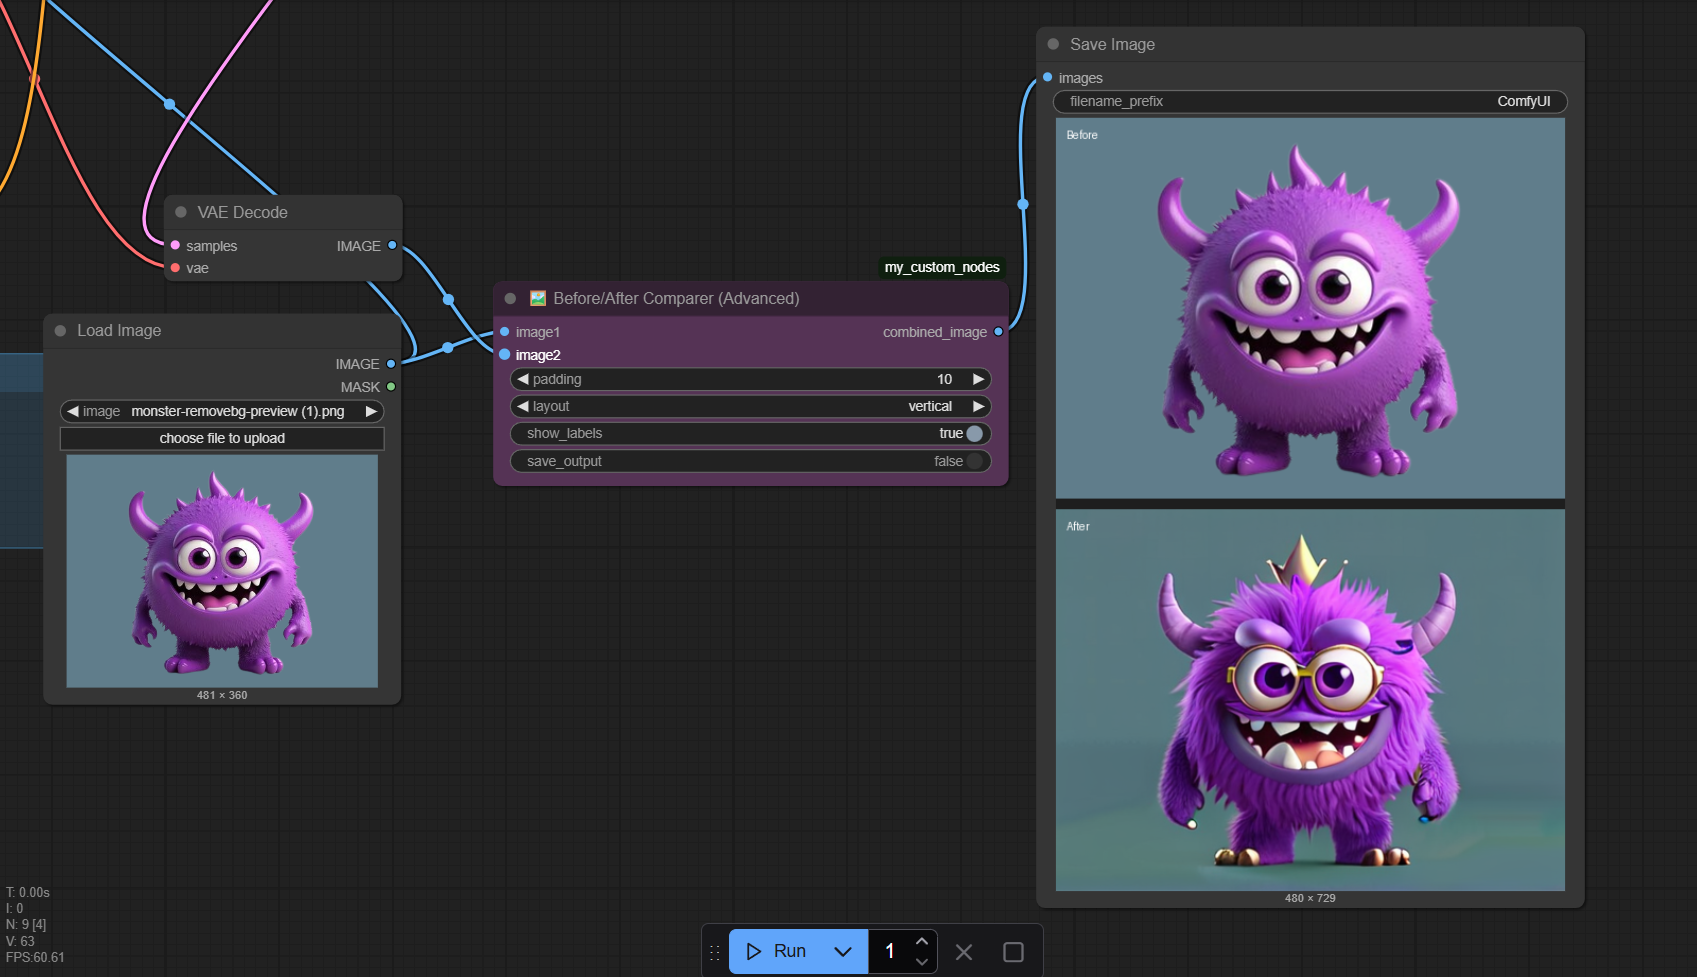 VAE Decode
samples
IMAGE
vae
Load Image
IMAGE
MASK
image monster-removebg-preview (1).png
choose file to upload
481 × 360
my_custom_nodes
Before/After Comparer (Advanced)
image1
combined_image
image2
padding 10
layout vertical
show_labels true
save_output false
Save Image
images
filename_prefix ComfyUI
Before
After
480 × 729
T: 0.00s
I: 0
N: 9 [4]
V: 63
FPS:60.61
Run
1